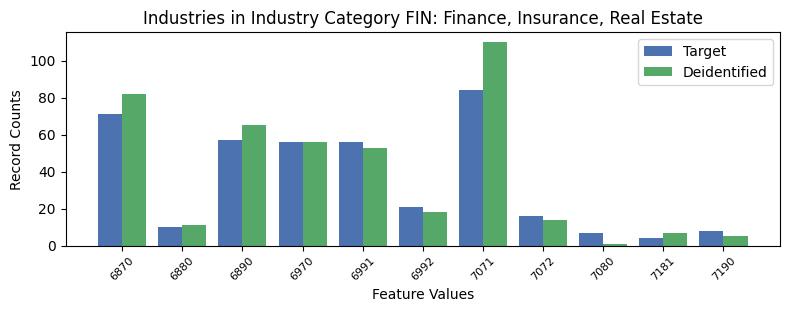 Industries in Industry Category FIN: Finance, Insurance, Real Estate
Target
Deidentified
Record Counts
100
80
60
40
20
0
6870 6880 6890 6970 6991 6992 7071 7072 7080 7181 7190
Feature Values